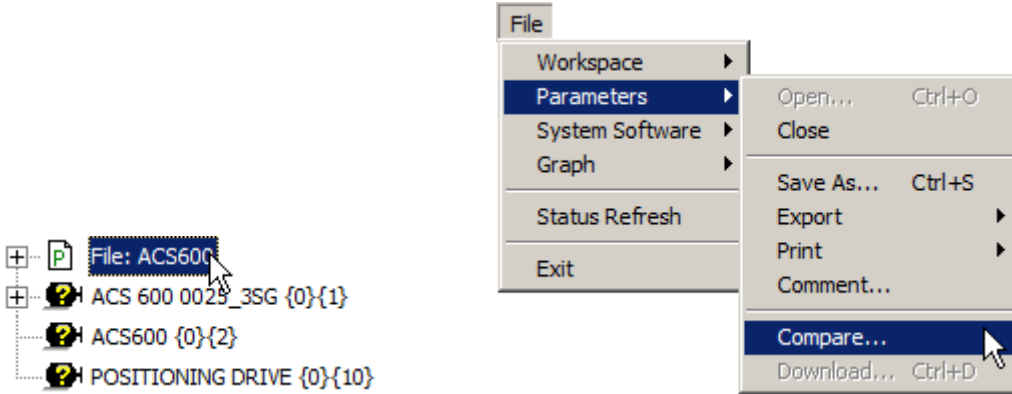 File
Workspace
Parameters
System Software
Graph
Status Refresh
Exit
Open... Ctrl+O
Close
Save As... Ctrl+S
Export
Print
Comment...
Compare...
Download... Ctrl+D
P File: ACS600
ACS 600 0025_3SG {0}{1}
ACS600 {0}{2}
POSITIONING DRIVE {0}{10}